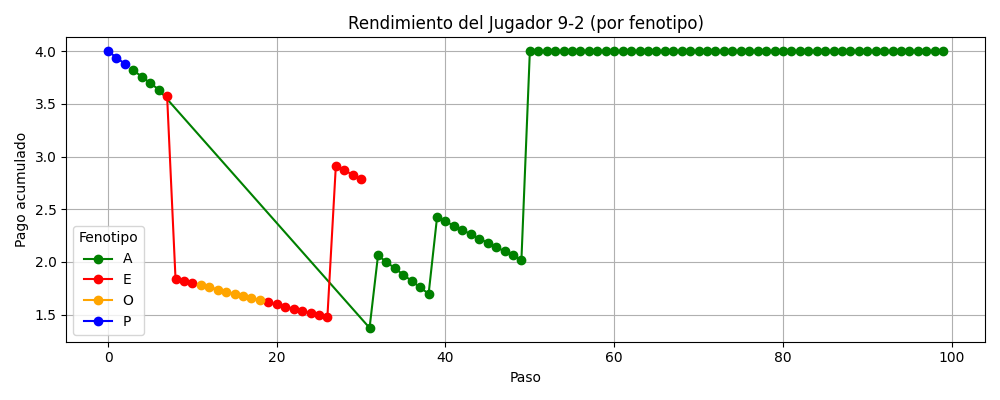 Rendimiento del Jugador 9-2 (por fenotipo)
Pago acumulado
4.0
3.5
3.0
2.5
2.0
1.5
Fenotipo
A
E
O
P
0 20 40 60 80 100
Paso